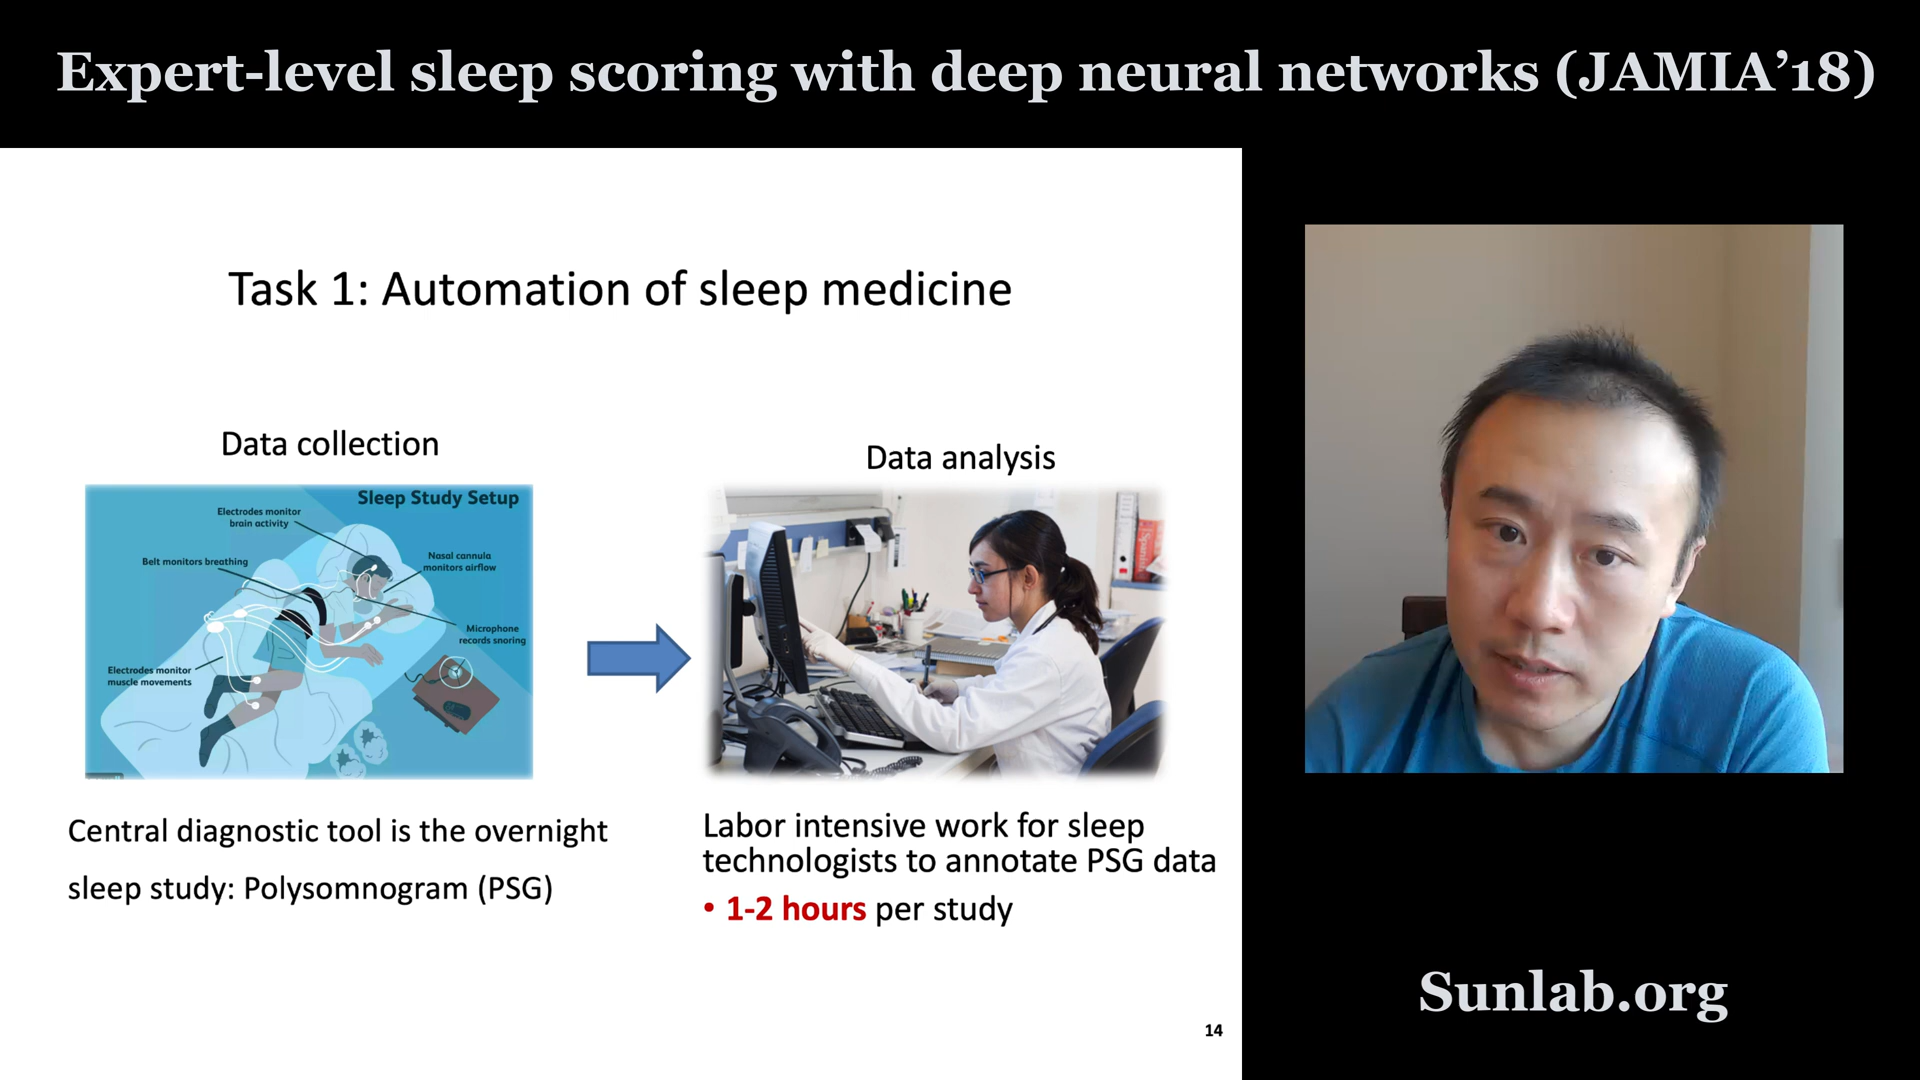 Expert-level sleep scoring with deep neural networks (JAMIA’18)
Task 1: Automation of sleep medicine
Data collection
Sleep Study Setup
Electrodes monitor
brain activity
Belt monitors breathing
Nasal cannula
monitors airflow
Microphone
records snoring
Electrodes monitor
muscle movements
Central diagnostic tool is the overnight
sleep study: Polysomnogram (PSG)
Data analysis
Labor intensive work for sleep
technologists to annotate PSG data
• 1-2 hours per study
14
Sunlab.org